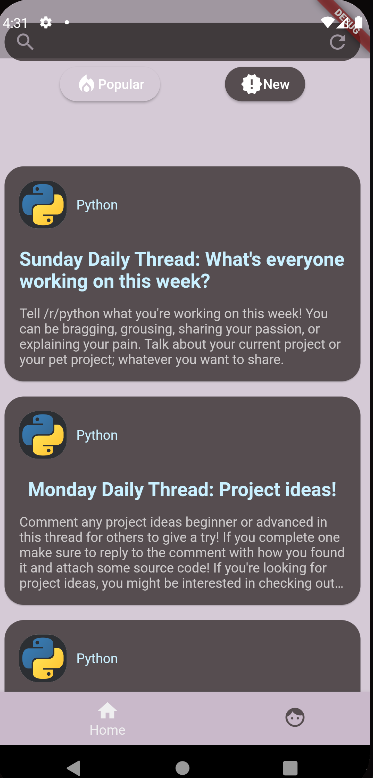 4:31
DEBUG
Popular
New
Python
Sunday Daily Thread: What's everyone
working on this week?
Tell /r/python what you're working on this week! You
can be bragging, grousing, sharing your passion, or
explaining your pain. Talk about your current project or
your pet project; whatever you want to share.
Python
Monday Daily Thread: Project ideas!
Comment any project ideas beginner or advanced in
this thread for others to give a try! If you complete one
make sure to reply to the comment with how you found
it and attach some source code! If you're looking for
project ideas, you might be interested in checking out…
Python
Home